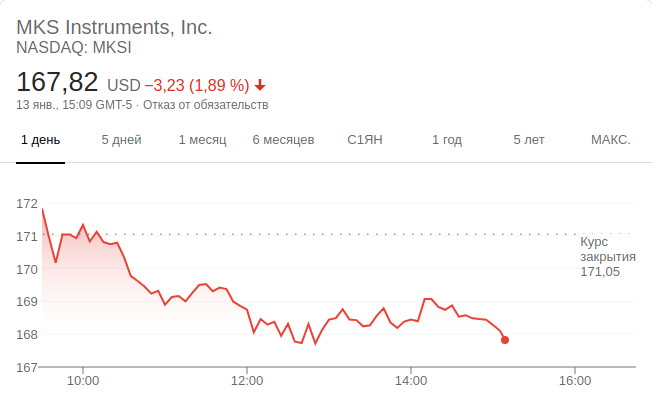 MKS Instruments, Inc.
NASDAQ: MKSI
167,82 USD −3,23 (1,89 %)
13 янв., 15:09 GMT-5 · Отказ от обязательств
1 день 5 дней 1 месяц 6 месяцев С1ЯН 1 год 5 лет МАКС.
172
171
170
169
168
167
Курс
закрытия
171,05
10:00 12:00 14:00 16:00